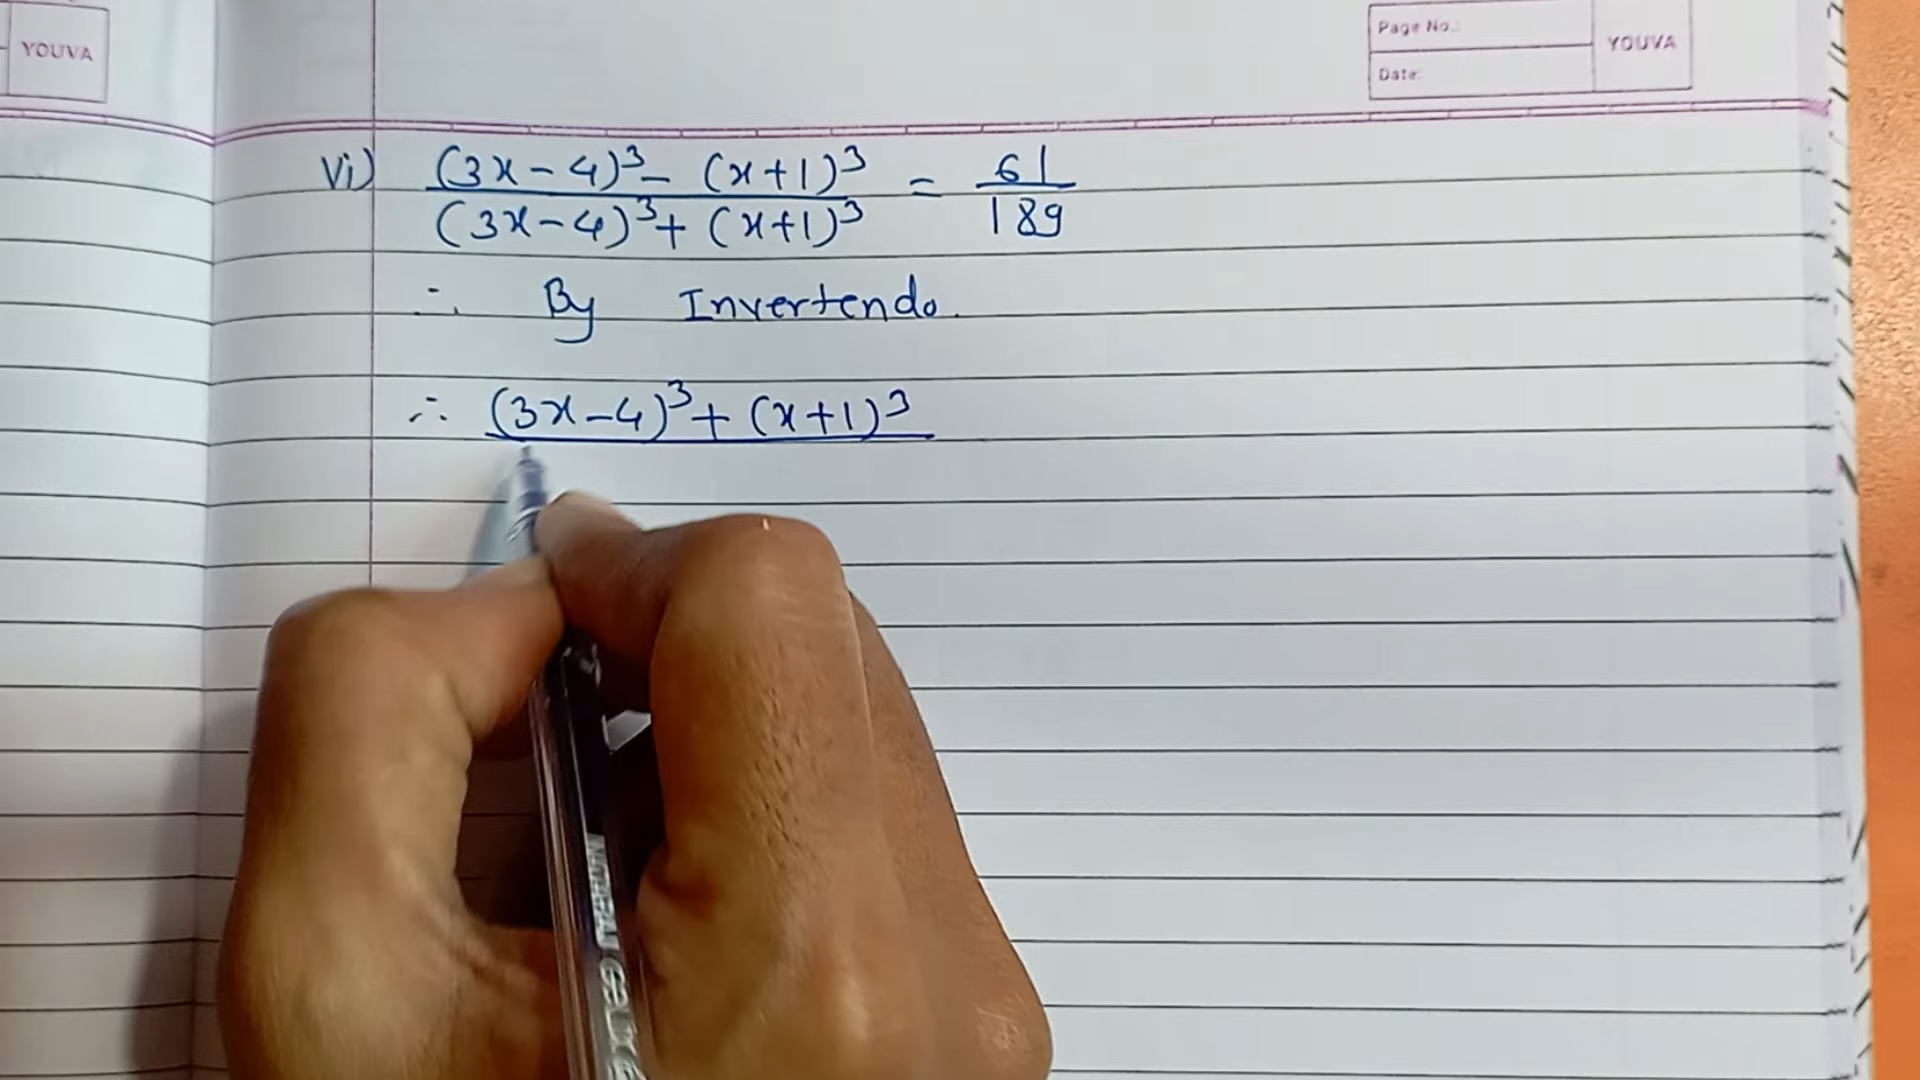 YOUVA
Page No.:
Date:
YOUVA
vi) (3x-4)³- (x+1)³ / (3x-4)³+ (x+1)³ = 61 / 189
∴ By Invertendo.
∴ (3x-4)³+ (x+1)³